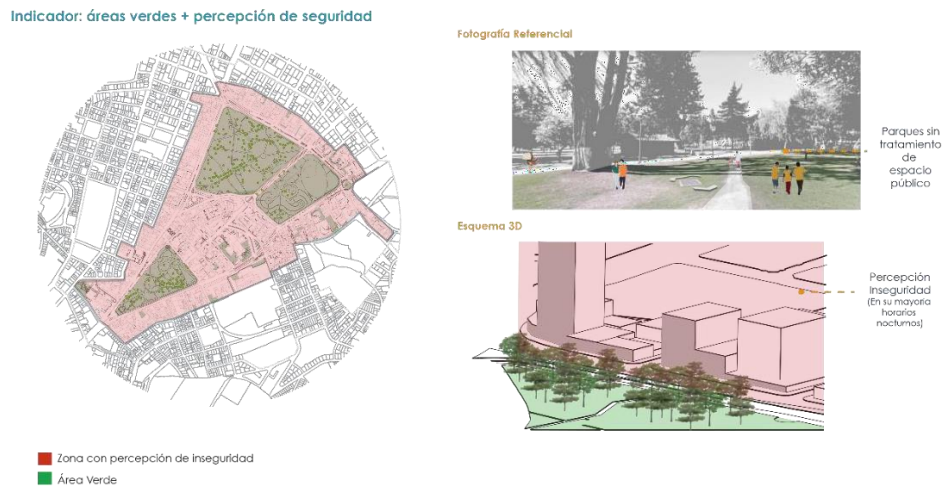 Indicador: áreas verdes + percepción de seguridad
Fotografía Referencial
Parques sin
tratamiento
de
espacio
público
Esquema 3D
Percepción
Inseguridad
(En su mayoria
horarios
nocturnos)
Zona con percepción de inseguridad
Área Verde